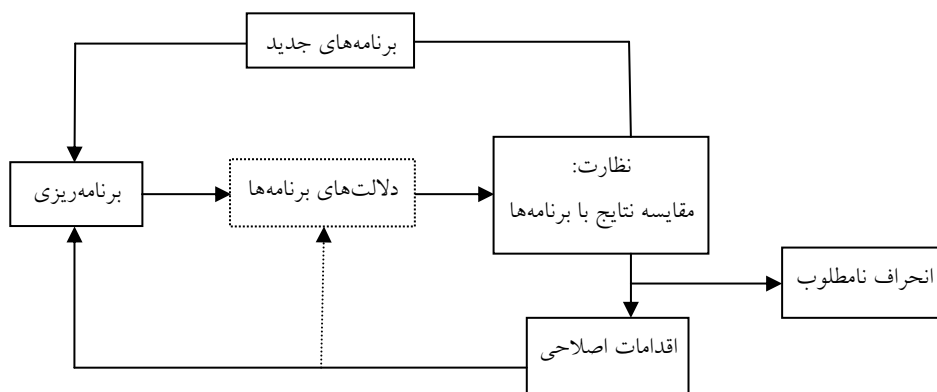 برنامه‌های جدید
برنامه‌ریزی
دلالت‌های برنامه‌ها
نظارت:
مقایسه نتایج با برنامه‌ها
انحراف نامطلوب
اقدامات اصلاحی